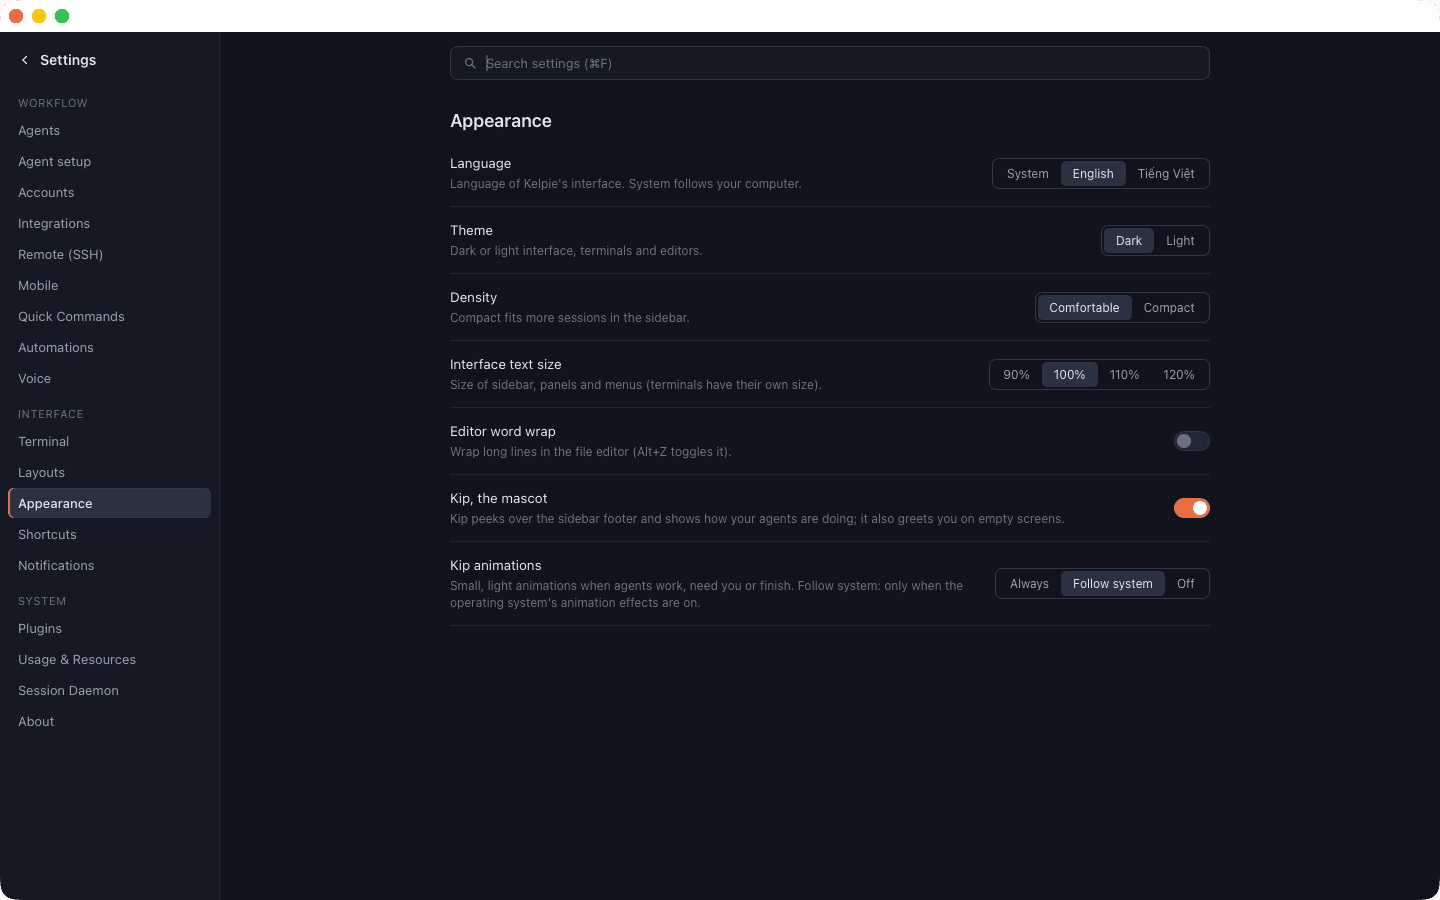 Settings
WORKFLOW
Agents
Agent setup
Accounts
Integrations
Remote (SSH)
Mobile
Quick Commands
Automations
Voice
INTERFACE
Terminal
Layouts
Appearance
Shortcuts
Notifications
SYSTEM
Plugins
Usage & Resources
Session Daemon
About
Search settings (⌘F)
Appearance
Language
Language of Kelpie's interface. System follows your computer.
System English Tiếng Việt
Theme
Dark or light interface, terminals and editors.
Dark Light
Density
Compact fits more sessions in the sidebar.
Comfortable Compact
Interface text size
Size of sidebar, panels and menus (terminals have their own size).
90% 100% 110% 120%
Editor word wrap
Wrap long lines in the file editor (Alt+Z toggles it).
Kip, the mascot
Kip peeks over the sidebar footer and shows how your agents are doing; it also greets you on empty screens.
Kip animations
Small, light animations when agents work, need you or finish. Follow system: only when the
operating system's animation effects are on.
Always Follow system Off